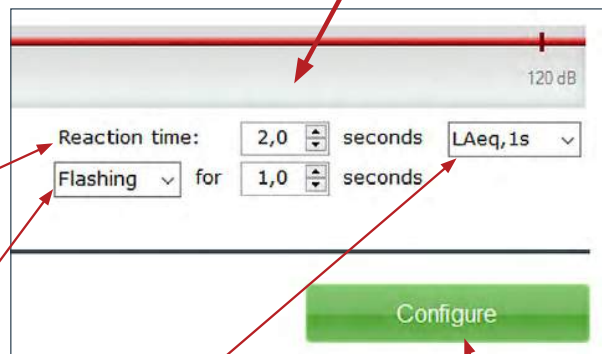 120 dB
Reaction time: 2,0 seconds LAeq,1s
Flashing for 1,0 seconds
Configure